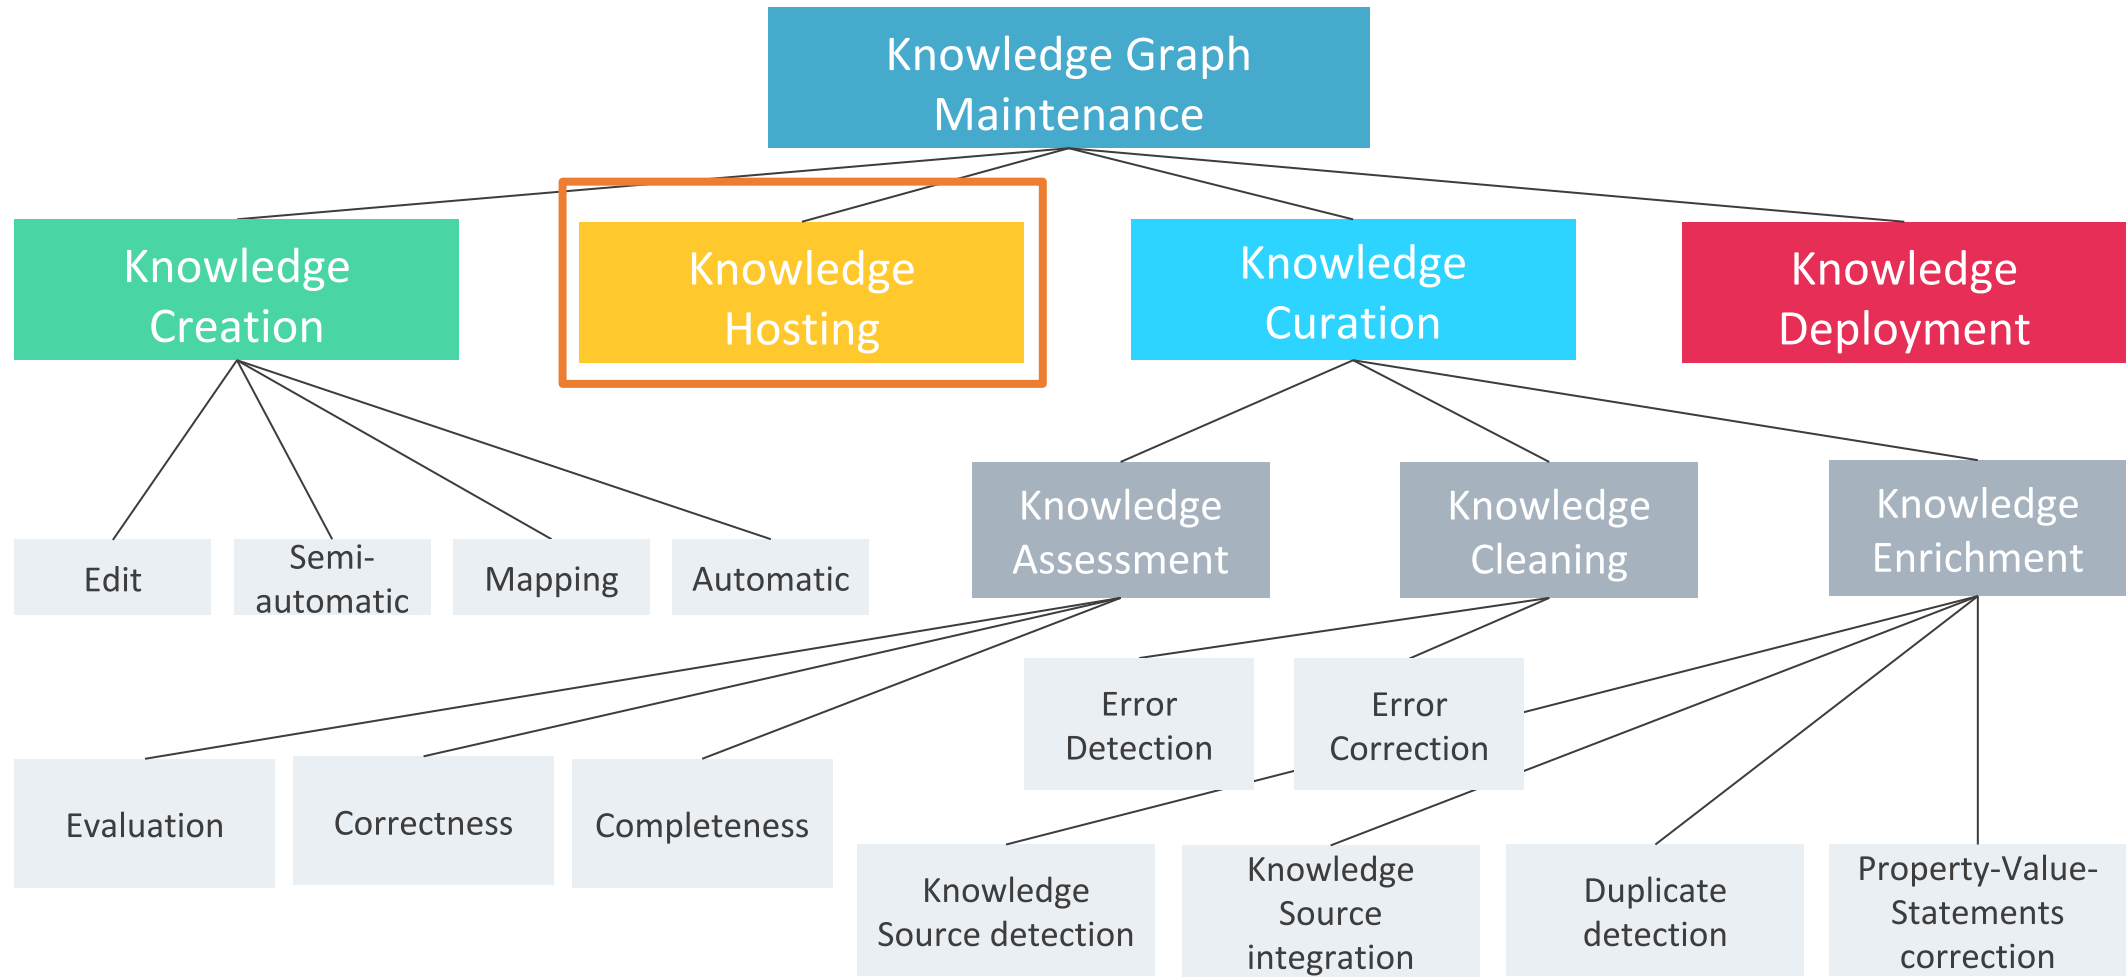 Knowledge Graph
Maintenance
Knowledge
Creation
Knowledge
Hosting
Knowledge
Curation
Knowledge
Deployment
Edit
Semi-
automatic
Mapping
Automatic
Knowledge
Assessment
Knowledge
Cleaning
Knowledge
Enrichment
Evaluation
Correctness
Completeness
Error
Detection
Error
Correction
Knowledge
Source detection
Knowledge
Source
integration
Duplicate
detection
Property-Value-
Statements
correction